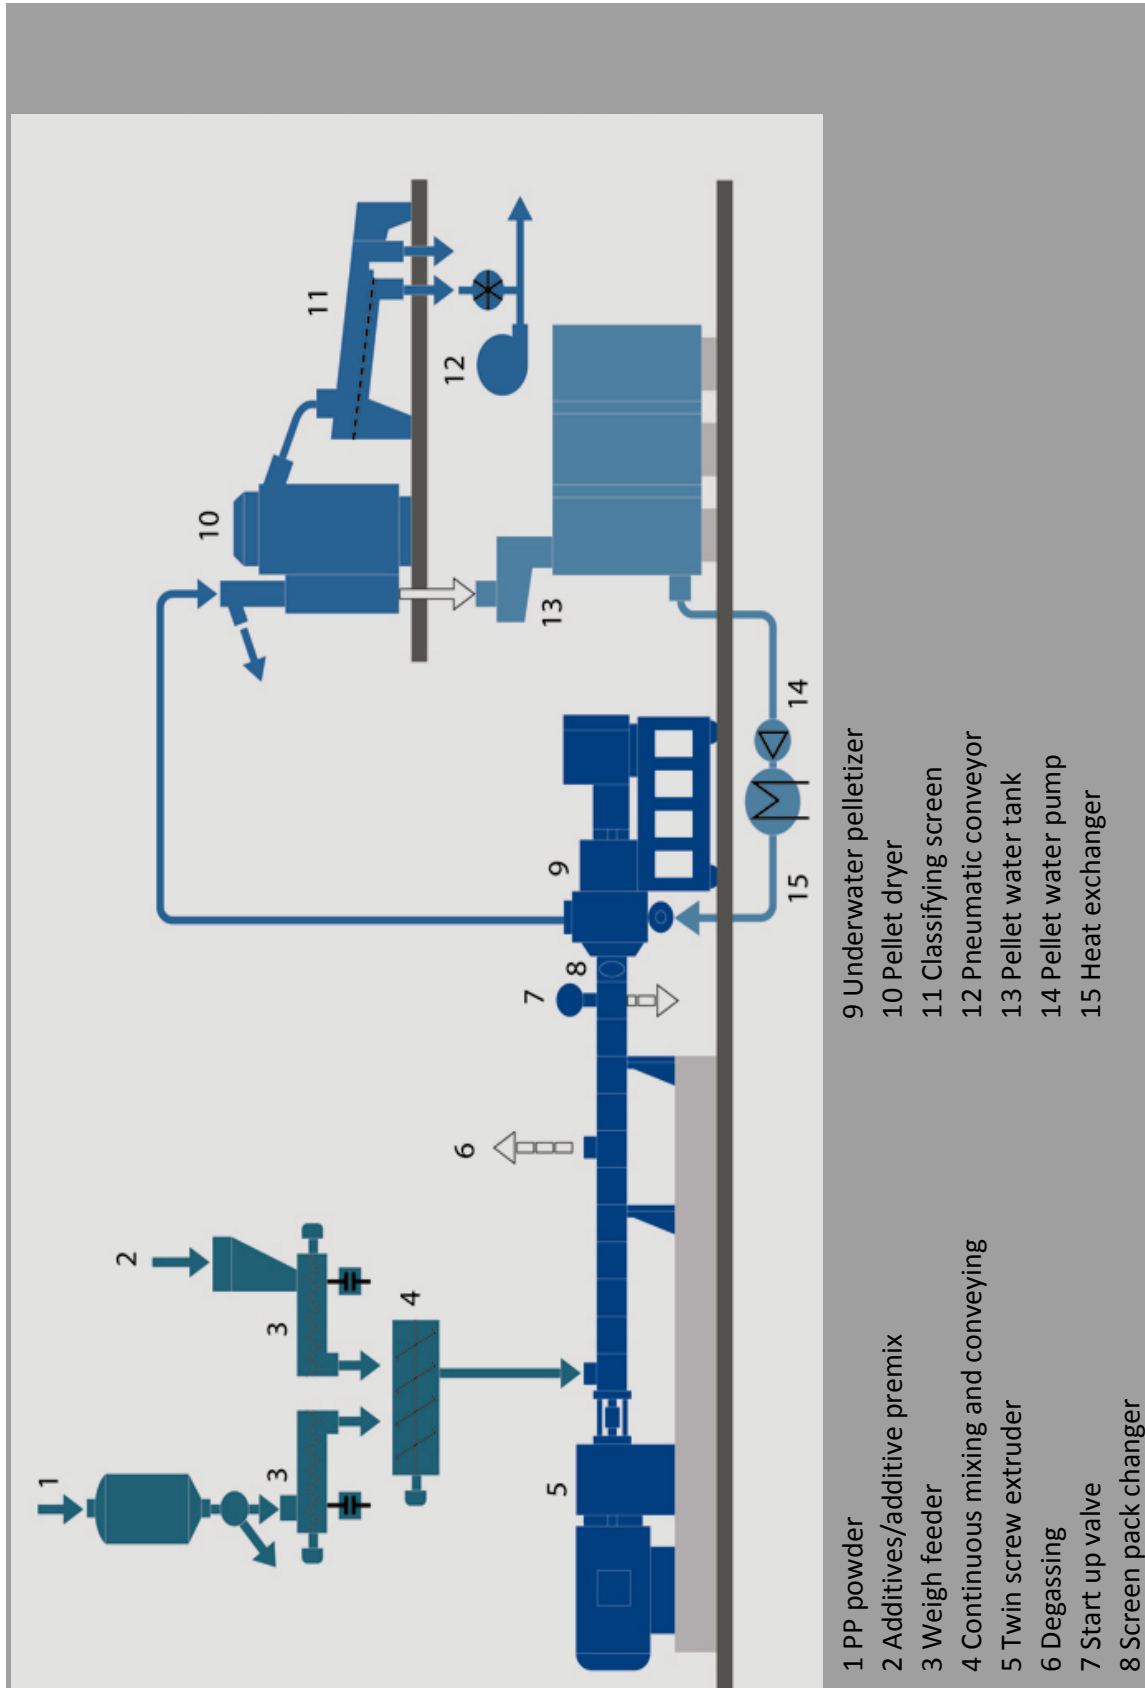 1
2
3
3
4
5
6
7
8
9
10
11
12
13
14
15
1 PP powder
2 Additives/additive premix
3 Weigh feeder
4 Continuous mixing and conveying
5 Twin screw extruder
6 Degassing
7 Start up valve
8 Screen pack changer
9 Underwater pelletizer
10 Pellet dryer
11 Classifying screen
12 Pneumatic conveyor
13 Pellet water tank
14 Pellet water pump
15 Heat exchanger